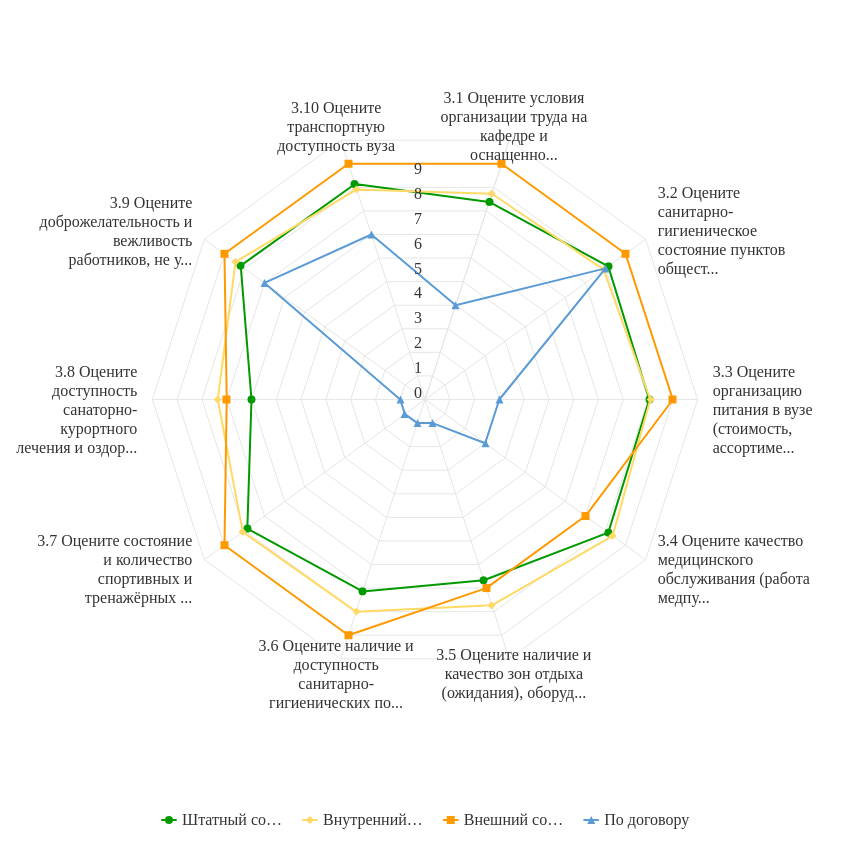 3.10 Оцените
транспортную
доступность вуза
3.1 Оцените условия
организации труда на
кафедре и
оснащенно...
3.2 Оцените
санитарно-
гигиеническое
состояние пунктов
общест...
3.3 Оцените
организацию
питания в вузе
(стоимость,
ассортиме...
3.4 Оцените качество
медицинского
обслуживания (работа
медпу...
3.5 Оцените наличие и
качество зон отдыха
(ожидания), оборуд...
3.6 Оцените наличие и
доступность
санитарно-
гигиенических по...
3.7 Оцените состояние
и количество
спортивных и
тренажёрных ...
3.8 Оцените
доступность
санаторно-
курортного
лечения и оздор...
3.9 Оцените
доброжелательность и
вежливость
работников, не у...
9
8
7
6
5
4
3
2
1
0
Штатный со…
Внутренний…
Внешний со…
По договору